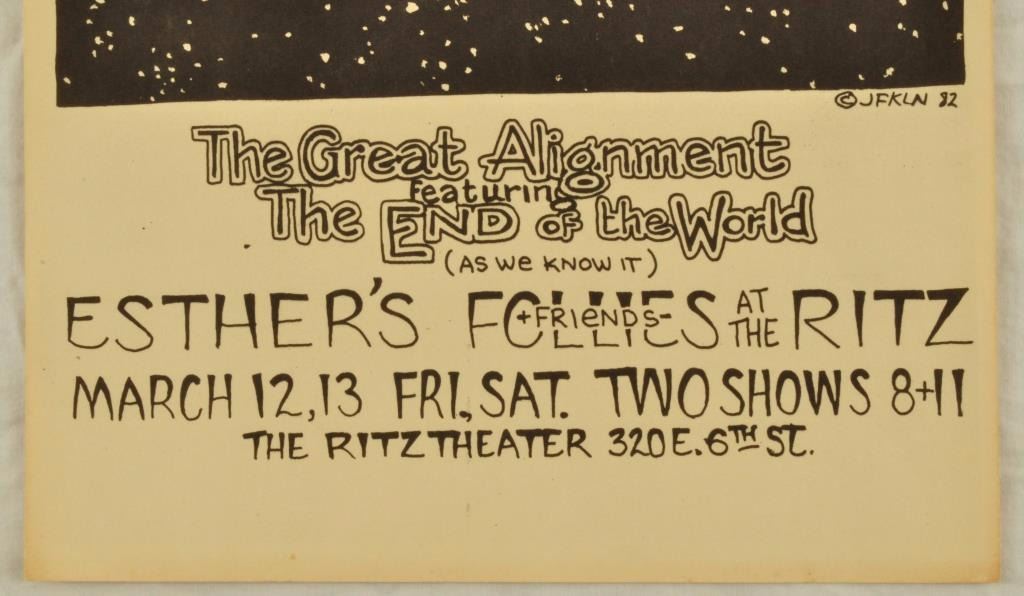 © JFKLN 82
The Great Alignment
featuring
The END of the World
(AS We KNOW IT)
ESTHER'S FOLLIES AT THE RITZ
+FRIENDS-
MARCH 12, 13 FRI., SAT. TWO SHOWS 8+11
THE RITZ THEATER 320 E. 6TH ST.